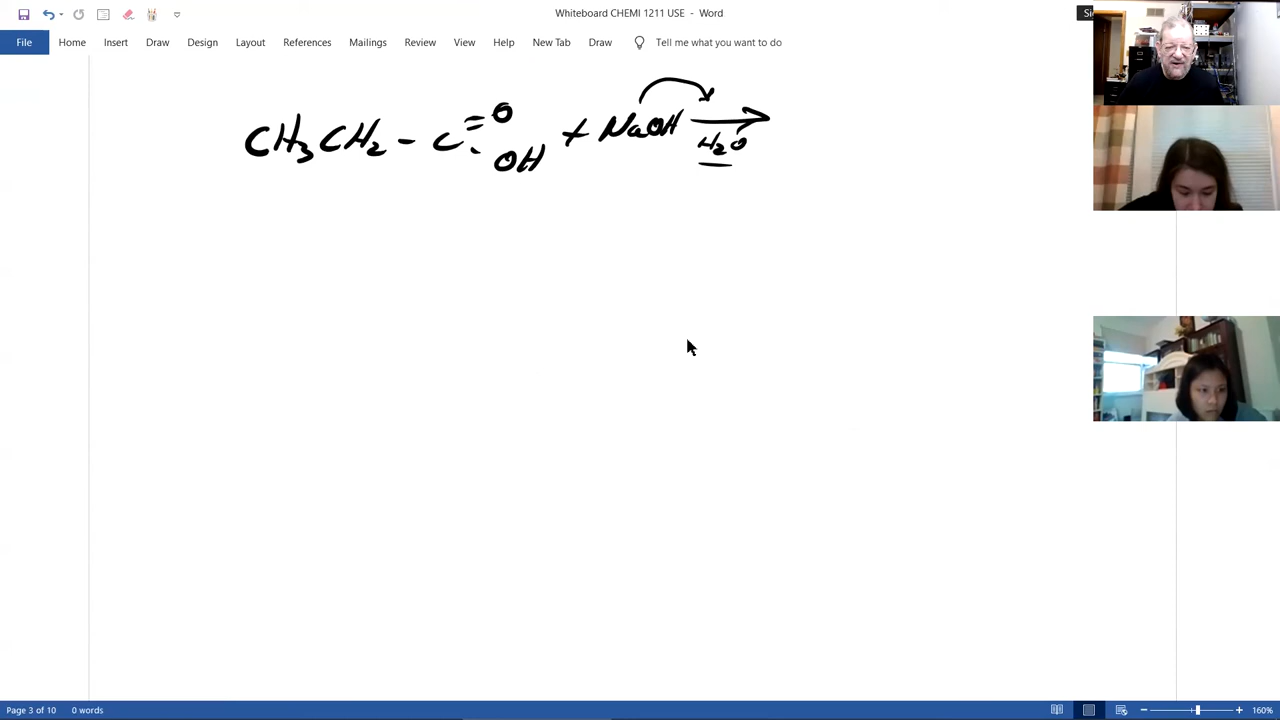 Whiteboard CHEMI 1211 USE - Word
File Home Insert Draw Design Layout References Mailings Review View Help New Tab Draw Tell me what you want to do
CH₃CH₂ - C = O
- OH
+ NaOH →
H₂O
Page 3 of 10 0 words 160%